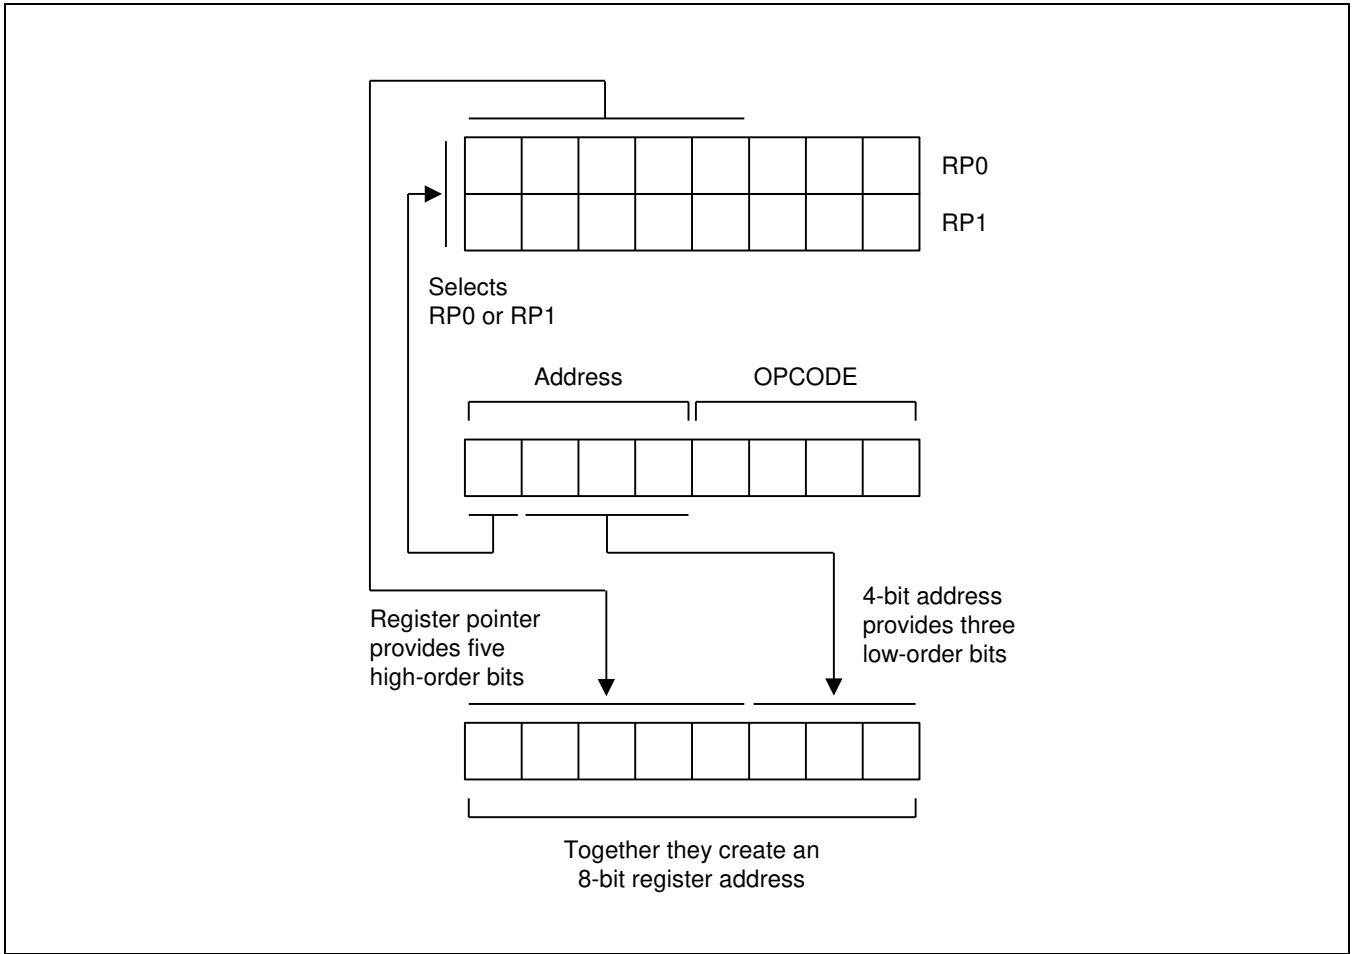 RP0
RP1
Selects
RP0 or RP1
Address
OPCODE
Register pointer
provides five
high-order bits
4-bit address
provides three
low-order bits
Together they create an
8-bit register address